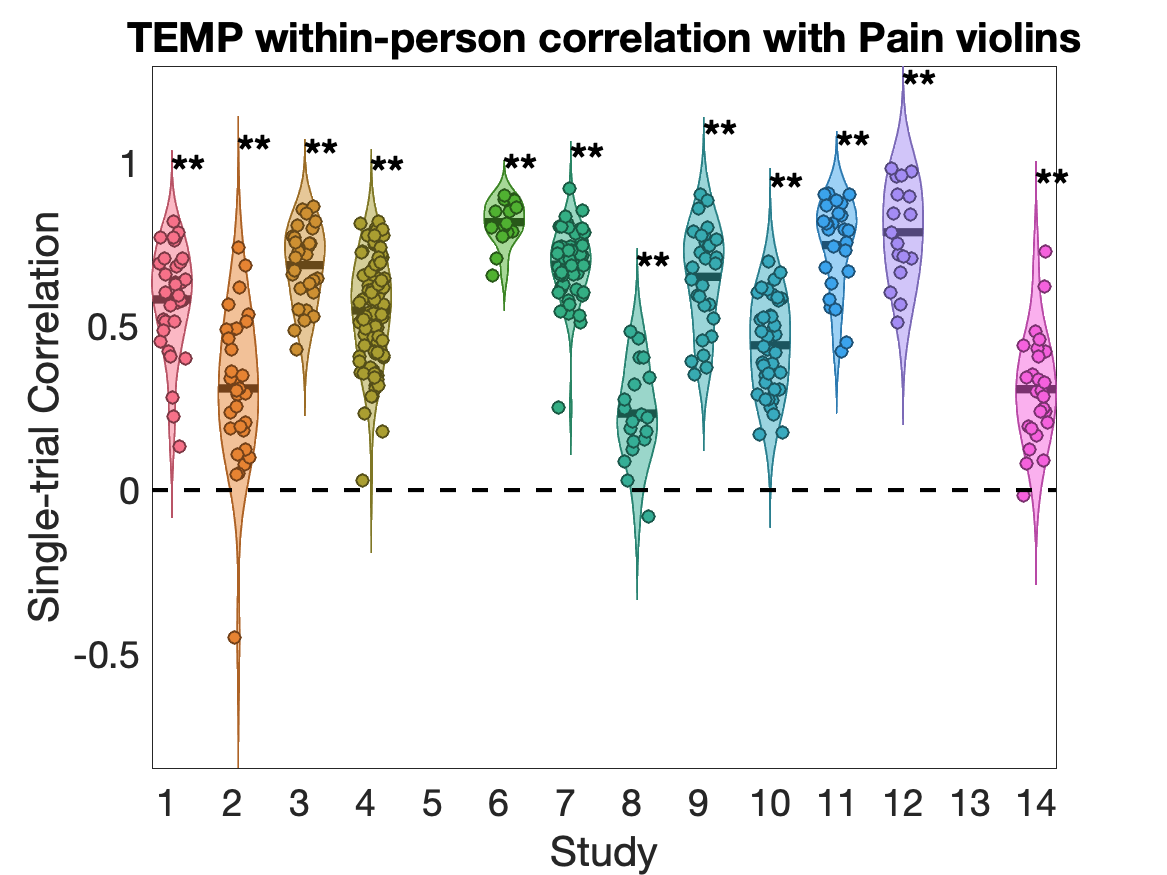 TEMP within-person correlation with Pain violins
Single-trial Correlation
1
0.5
0
-0.5
** ** ** ** ** ** ** ** ** ** ** **
1 2 3 4 5 6 7 8 9 10 11 12 13 14
Study